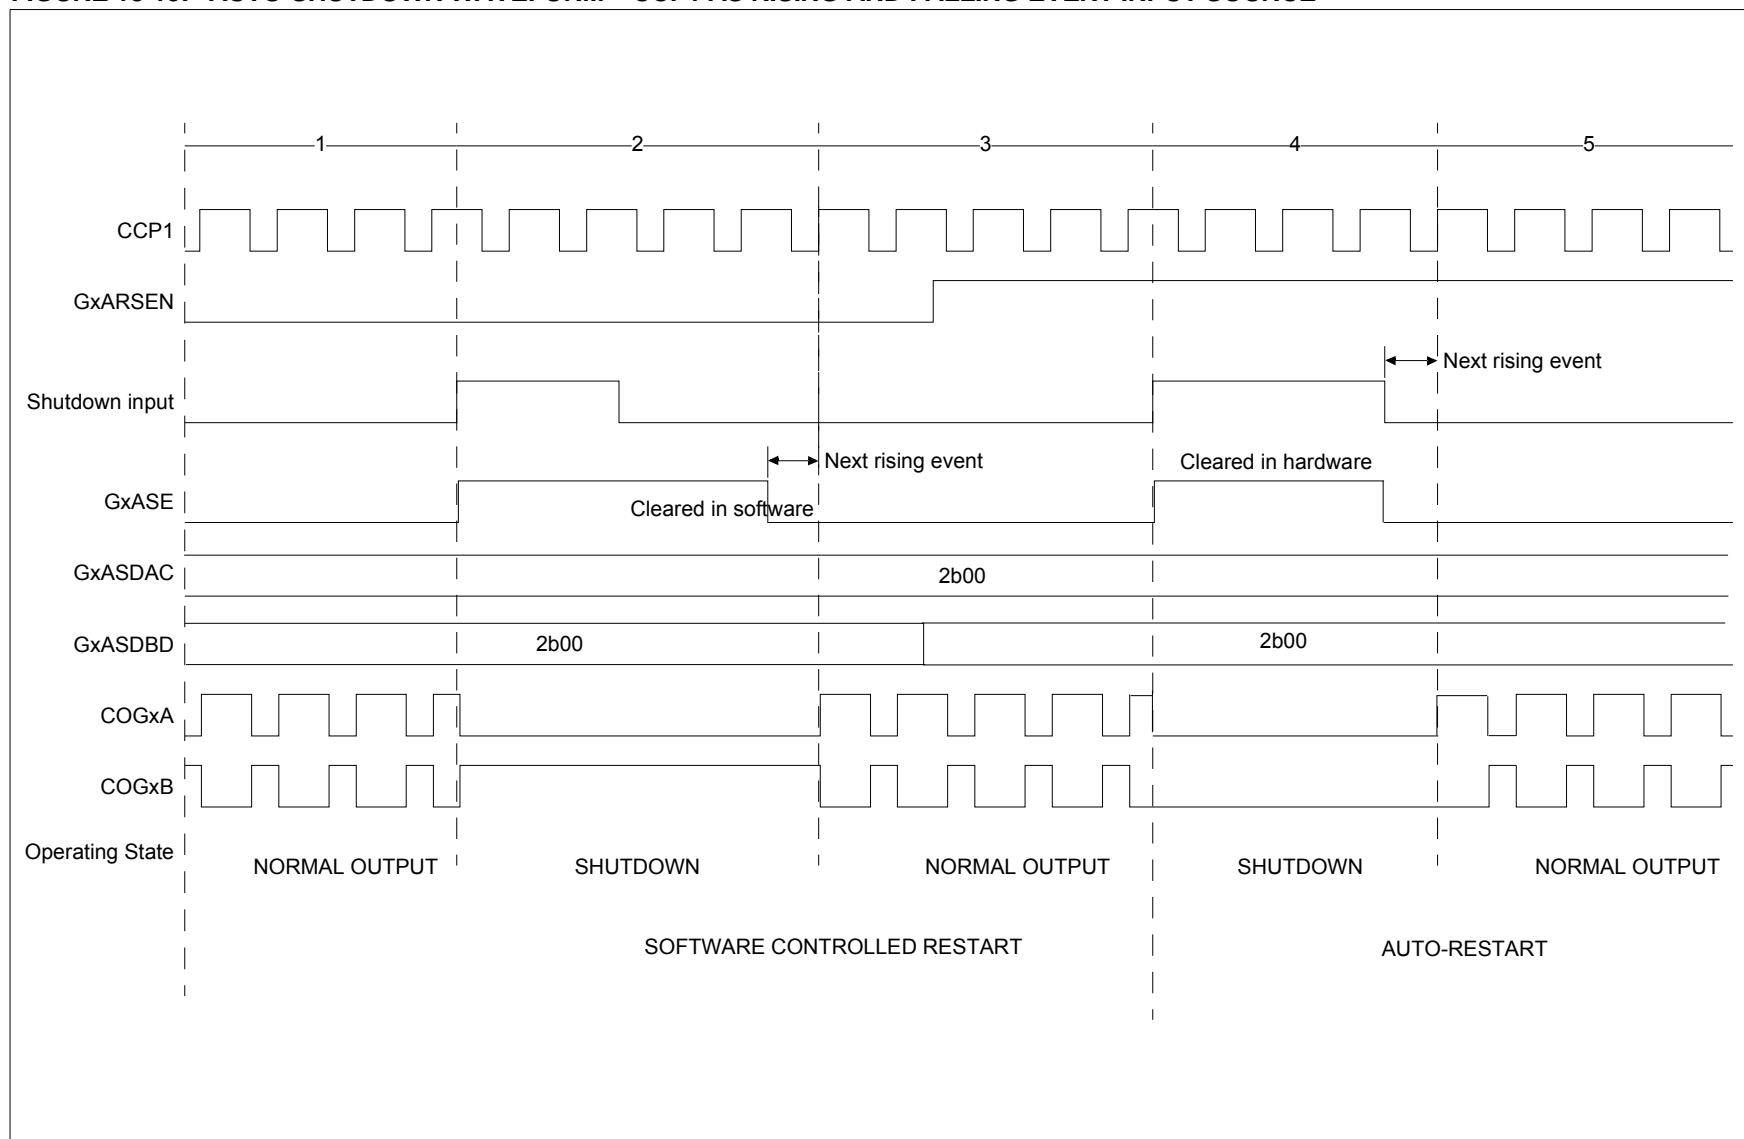 1 2 3 4 5
CCP1
GxARSEN
Next rising event
Shutdown input
Next rising event
Cleared in hardware
GxASE
Cleared in software
GxASDAC
2b00
GxASDBD
2b00
2b00
COGxA
COGxB
Operating State
NORMAL OUTPUT
SHUTDOWN
NORMAL OUTPUT
SHUTDOWN
NORMAL OUTPUT
SOFTWARE CONTROLLED RESTART
AUTO-RESTART